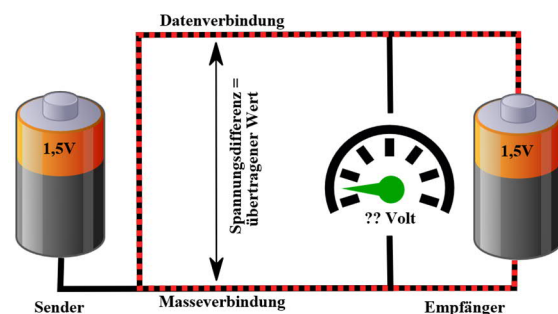 Datenverbindung
1,5V
Spannungsdifferenz =
übertragener Wert
1,5V
?? Volt
Sender
Masseverbindung
Empfänger